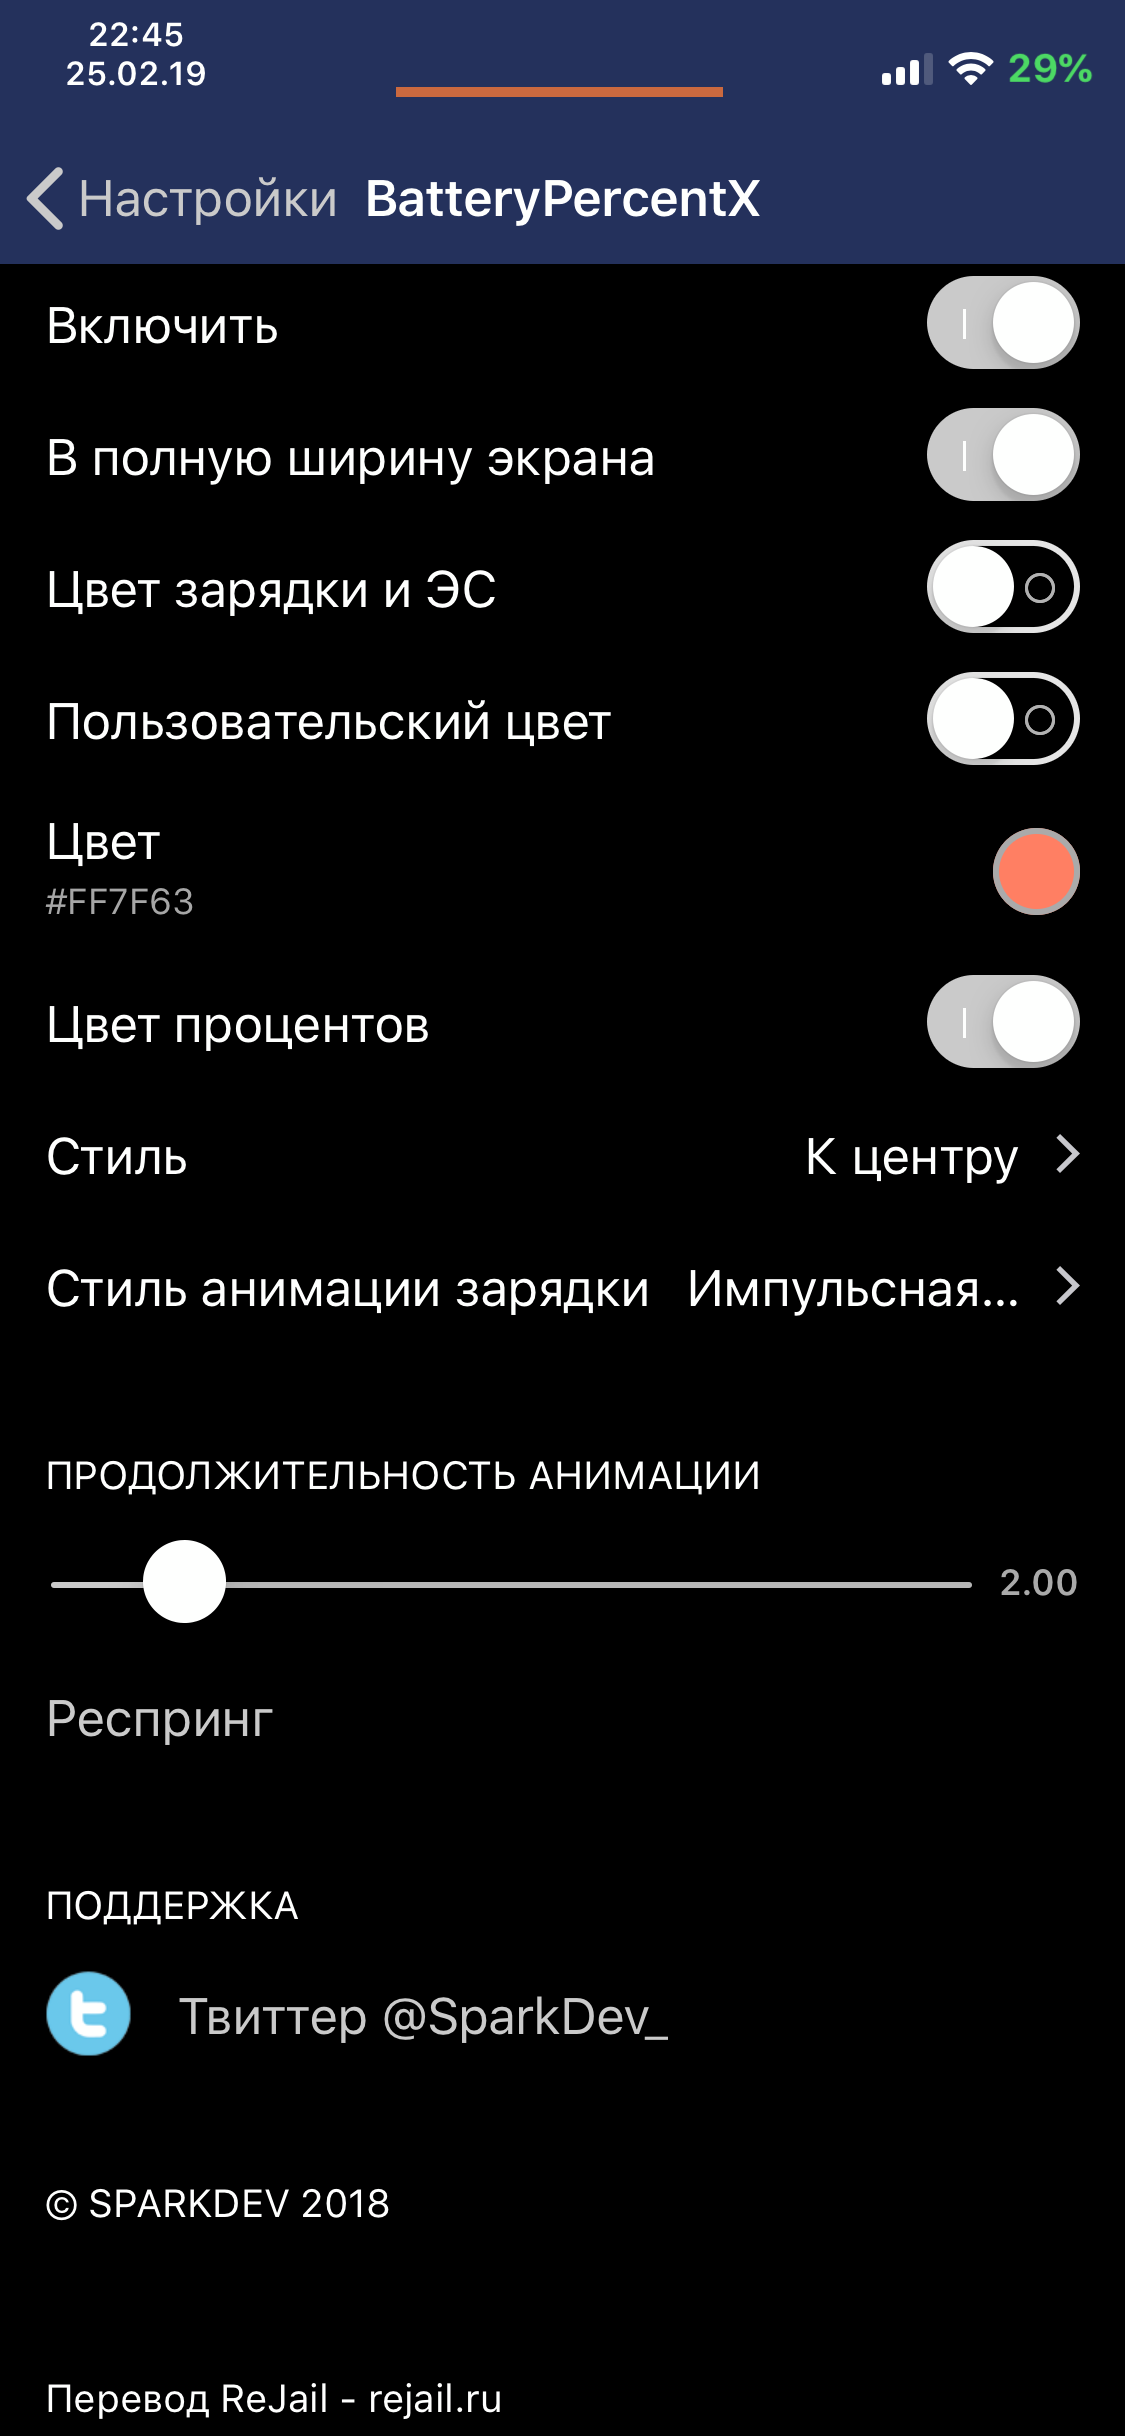 22:45
25.02.19
29%
Настройки BatteryPercentX
Включить
В полную ширину экрана
Цвет зарядки и ЭС
Пользовательский цвет
Цвет
#FF7F63
Цвет процентов
Стиль К центру
Стиль анимации зарядки Импульсная...
ПРОДОЛЖИТЕЛЬНОСТЬ АНИМАЦИИ
2.00
Респринг
ПОДДЕРЖКА
Твиттер @SparkDev_
© SPARKDEV 2018
Перевод ReJail - rejail.ru